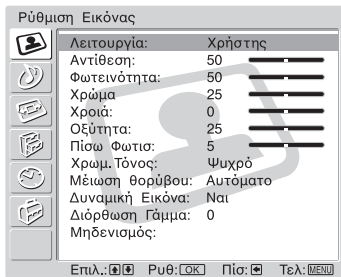 Ρύθμιση Εικόνας
Λειτουργία: Χρήστης
Αντίθεση: 50
Φωτεινότητα: 50
Χρώμα 25
Χροιά: 0
Οξύτητα: 25
Πίσω Φωτισ: 5
Χρωμ. Τόνος: Ψυχρό
Μέιωση θορύβου: Αυτόματο
Δυναμική Εικόνα: Ναι
Διόρθωση Γάμμα: 0
Μηδενισμός:
Επιλ.: Ρυθ: OK Πίσ: Τελ: MENU